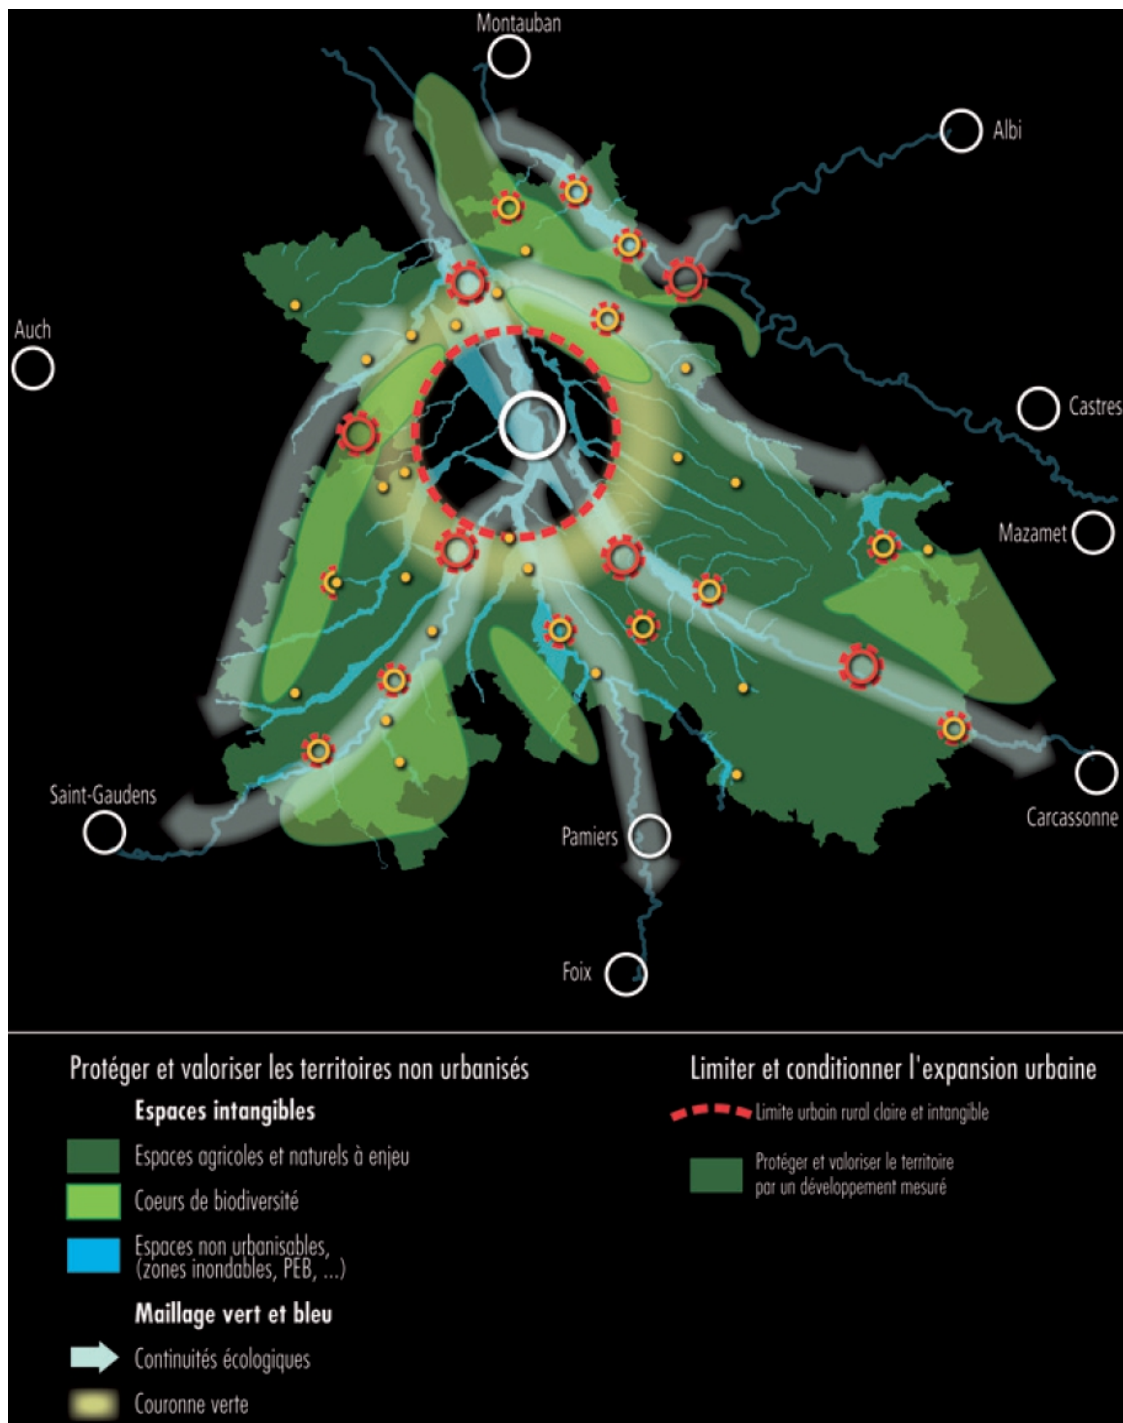 Montauban
Albi
Auch
Castres
Mazamet
Saint-Gaudens
Carcassonne
Pamiers
Foix
Protéger et valoriser les territoires non urbanisés
Espaces intangibles
Espaces agricoles et naturels à enjeu
Coeurs de biodiversité
Espaces non urbanisables,
(zones inondables, PEB, ...)
Maillage vert et bleu
Continuités écologiques
Couronne verte
Limiter et conditionner l'expansion urbaine
Limite urbain rural claire et intangible
Protéger et valoriser le territoire
par un développement mesuré